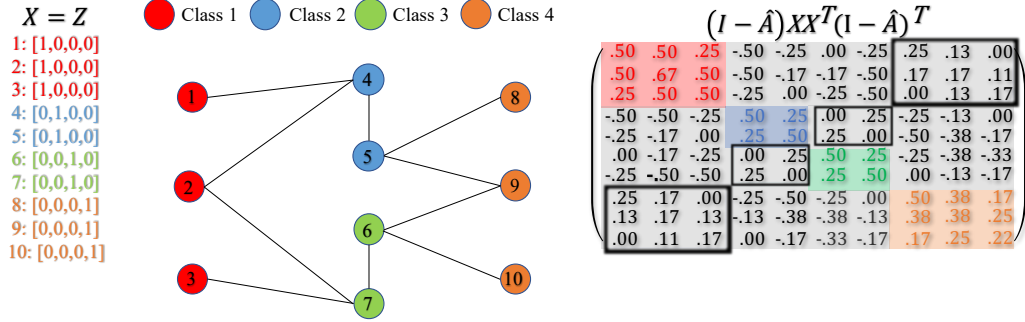 X = Z
1: [1,0,0,0]
2: [1,0,0,0]
3: [1,0,0,0]
4: [0,1,0,0]
5: [0,1,0,0]
6: [0,0,1,0]
7: [0,0,1,0]
8: [0,0,0,1]
9: [0,0,0,1]
10: [0,0,0,1]
Class 1 Class 2 Class 3 Class 4
1
2
3
4
5
6
7
8
9
10
(I − Â)XXᵀ(I − Â)ᵀ
.50 .50 .25 -.50 -.25 .00 -.25 .25 .13 .00
.50 .67 .50 -.50 -.17 -.17 -.50 .17 .17 .11
.25 .50 .50 -.25 .00 -.25 -.50 .00 .13 .17
-.50 -.50 -.25 .50 .25 .00 .25 -.25 -.13 .00
-.25 -.17 .00 .25 .50 .25 .00 -.50 -.38 -.17
.00 -.17 -.25 .00 .25 .50 .25 -.25 -.38 -.33
-.25 -.50 -.50 .25 .00 .25 .50 .00 -.13 -.17
.25 .17 .00 -.25 -.50 -.25 .00 .50 .38 .17
.13 .17 .13 -.13 -.38 -.38 -.13 .38 .38 .25
.00 .11 .17 .00 -.17 -.33 -.17 .17 .25 .22